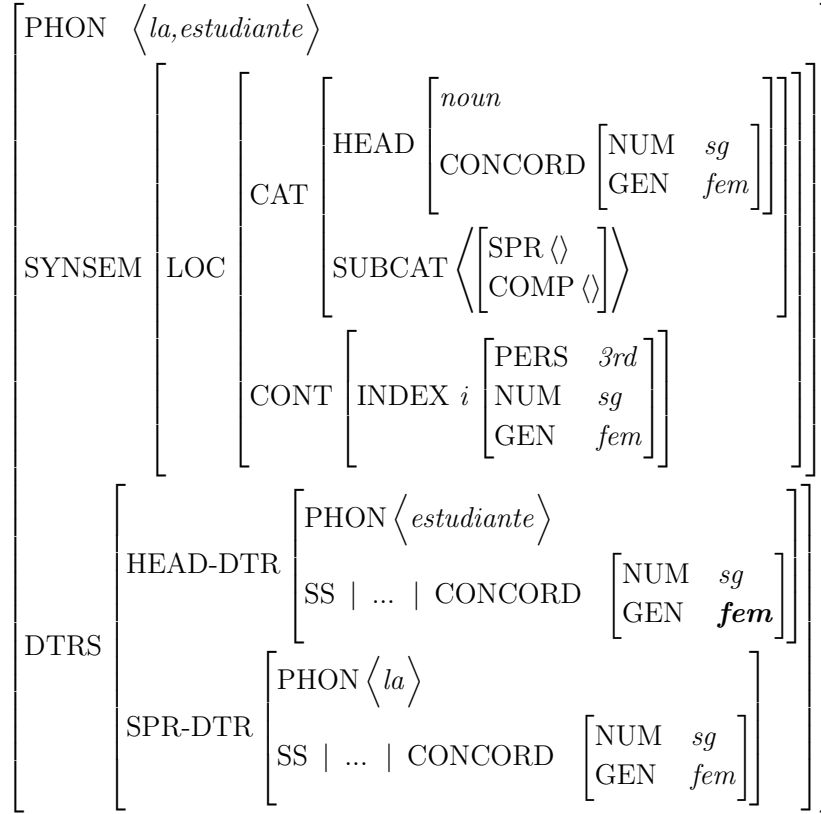 PHON ⟨la,estudiante⟩
noun
HEAD
CONCORD NUM sg
GEN fem
CAT
SYNSEM LOC SUBCAT ⟨[SPR ⟨⟩
COMP ⟨⟩]⟩
PERS 3rd
CONT INDEX i NUM sg
GEN fem
PHON ⟨estudiante⟩
HEAD-DTR
SS | ... | CONCORD NUM sg
GEN fem
DTRS
PHON ⟨la⟩
SPR-DTR
SS | ... | CONCORD NUM sg
GEN fem